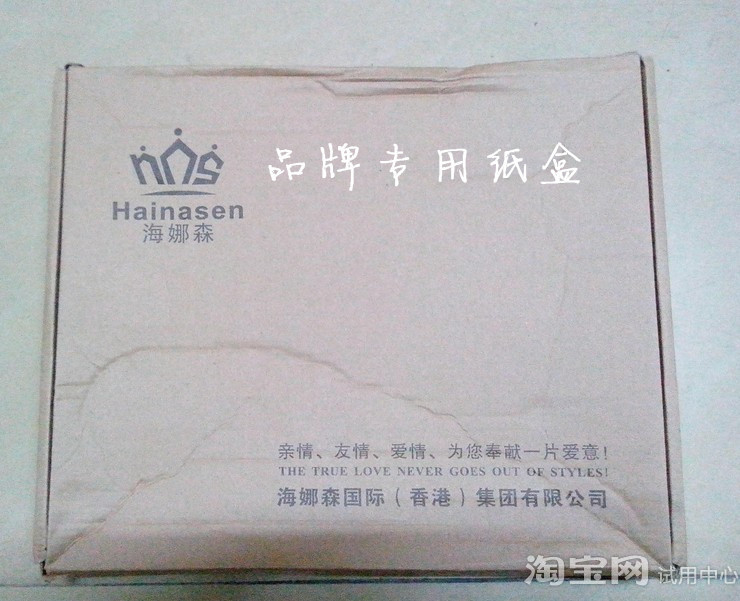 品牌专用纸盒
Hainasen
海娜森
亲情、友情、爱情、为您奉献一片爱意！
THE TRUE LOVE NEVER GOES OUT OF STYLES!
海娜森国际（香港）集团有限公司
淘宝网 试用中心